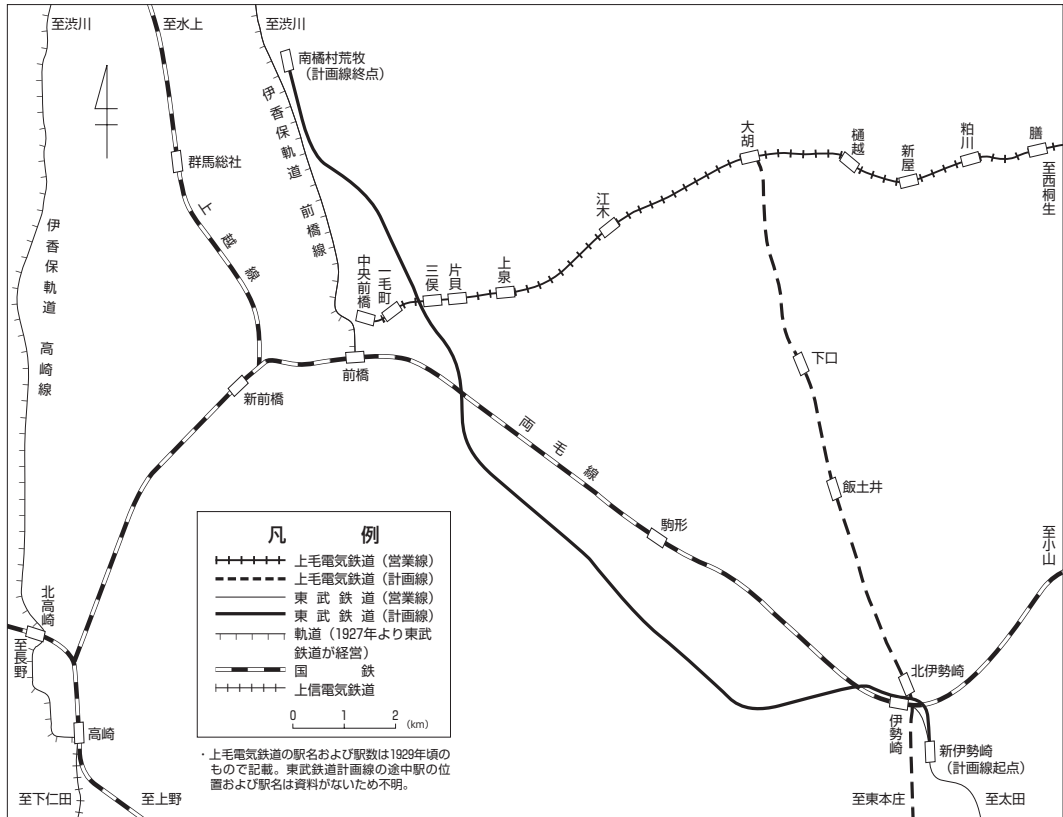 至渋川
至水上
至渋川
南橘村荒牧
(計画線終点)
伊香保軌道 前橋線
群馬総社
上越線
伊香保軌道 高崎線
大胡
樋越
新屋
粕川
膳
至西桐生
江木
上泉
片貝
三俣
一毛町
中央前橋
前橋
新前橋
下口
飯土井
両毛線
駒形
至小山
北伊勢崎
伊勢崎
新伊勢崎
(計画線起点)
至東本庄
至太田
北高崎
至長野
高崎
至下仁田
至上野
凡例
上毛電気鉄道(営業線)
上毛電気鉄道(計画線)
東武鉄道(営業線)
東武鉄道(計画線)
軌道(1927年より東武
鉄道が経営)
国鉄
上信電気鉄道
0 1 2
(km)
・上毛電気鉄道の駅名および駅数は1929年頃の
もので記載。東武鉄道計画線の途中駅の位
置および駅名は資料がないため不明。